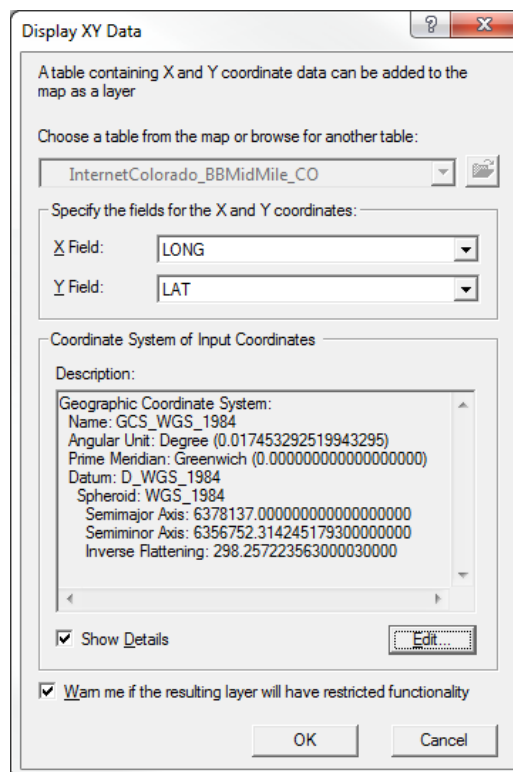 Display XY Data
A table containing X and Y coordinate data can be added to the
map as a layer
Choose a table from the map or browse for another table:
InternetColorado_BBMidMile_CO
Specify the fields for the X and Y coordinates:
X Field:
LONG
Y Field:
LAT
Coordinate System of Input Coordinates
Description:
Geographic Coordinate System:
Name: GCS_WGS_1984
Angular Unit: Degree (0.017453292519943295)
Prime Meridian: Greenwich (0.000000000000000000)
Datum: D_WGS_1984
Spheroid: WGS_1984
Semimajor Axis: 6378137.000000000000000000
Semiminor Axis: 6356752.314245179300000000
Inverse Flattening: 298.257223563000030000
Show Details
Edit...
Warn me if the resulting layer will have restricted functionality
OK
Cancel